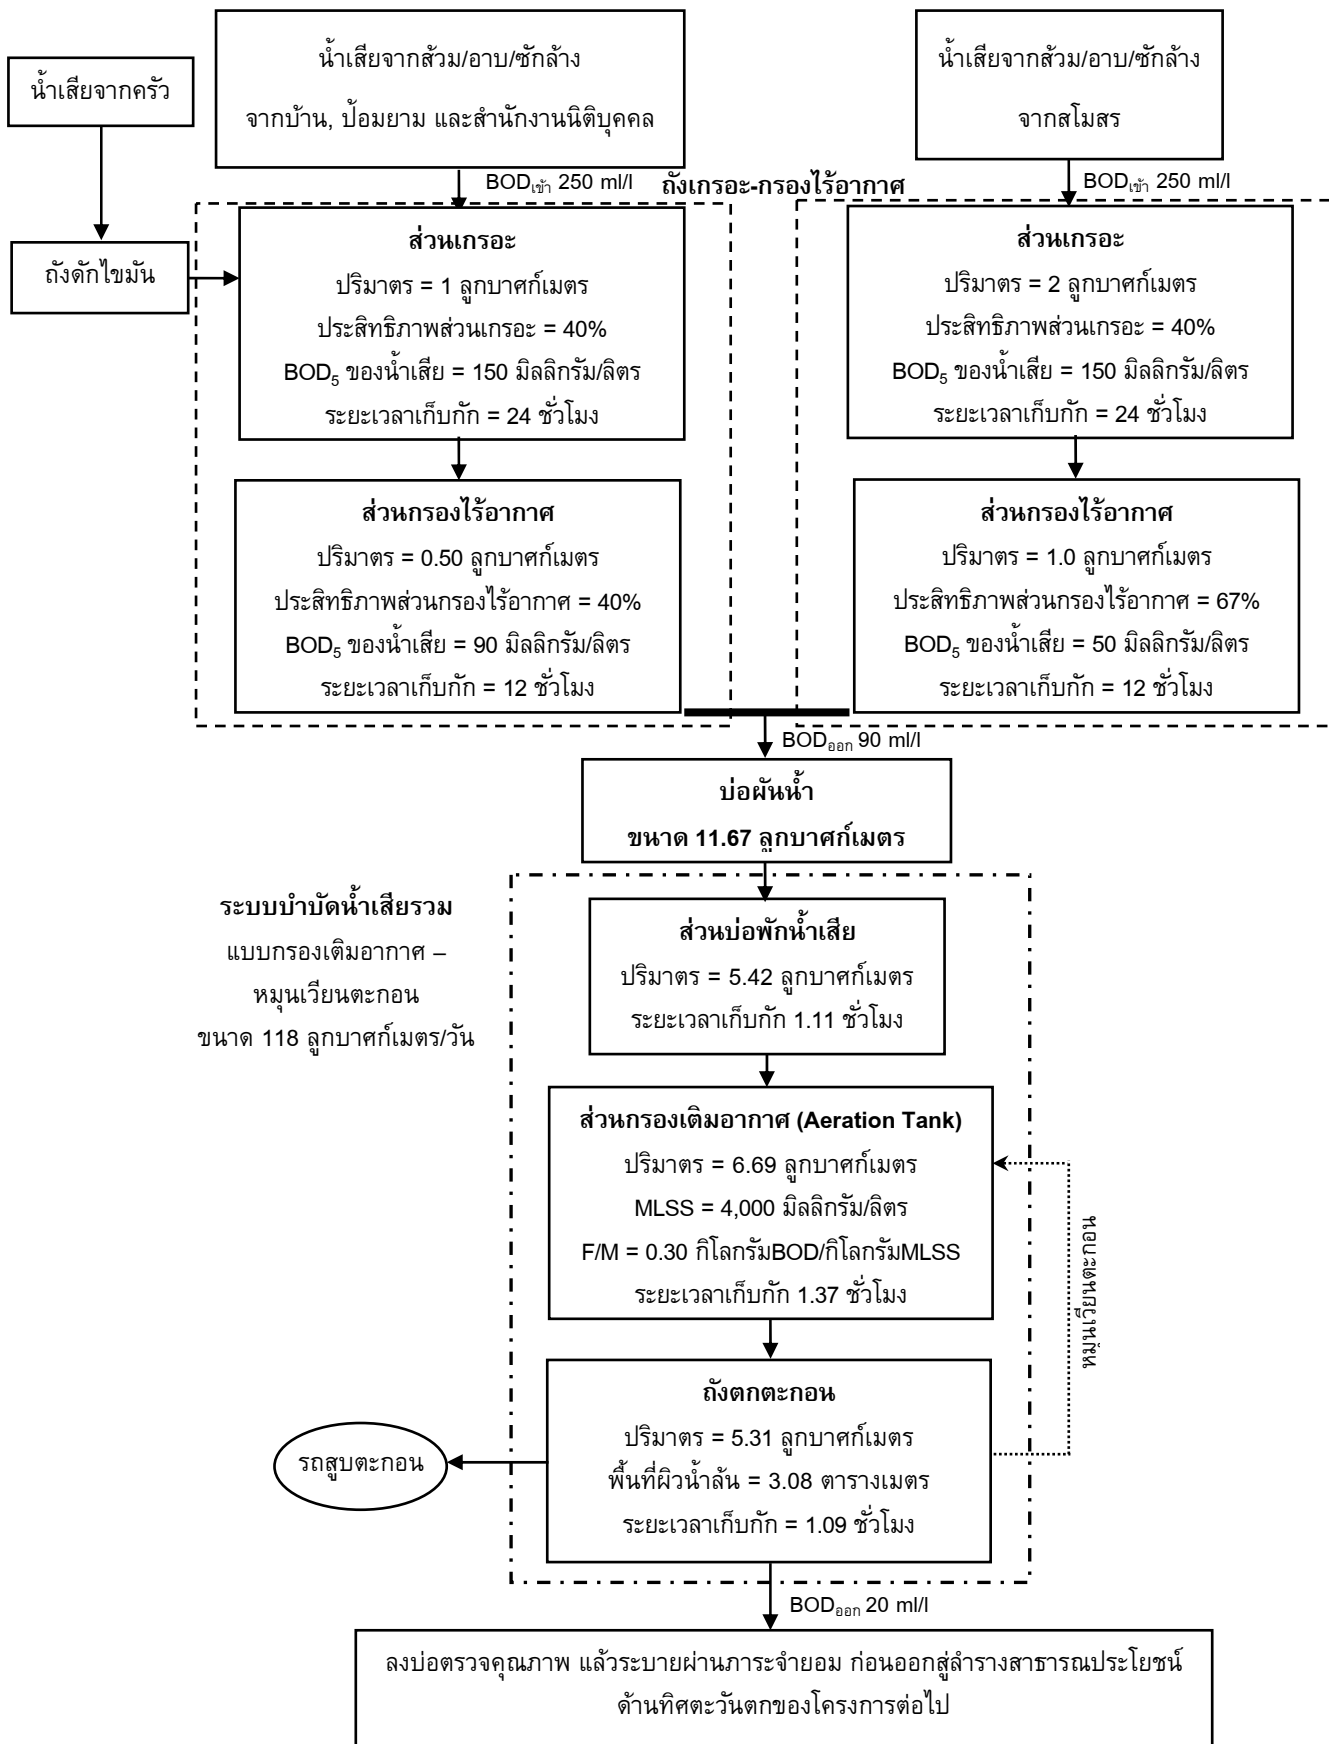 น้ำเสียจากครัว
น้ำเสียจากส้วม/อาบ/ซักล้าง
จากบ้าน, ป้อมยาม และสำนักงานนิติบุคคล
น้ำเสียจากส้วม/อาบ/ซักล้าง
จากสโมสร
BODเข้า 250 ml/l
ถังเกรอะ-กรองไร้อากาศ
BODเข้า 250 ml/l
ถังดักไขมัน
ส่วนเกรอะ
ปริมาตร = 1 ลูกบาศก์เมตร
ประสิทธิภาพส่วนเกรอะ = 40%
BOD5 ของน้ำเสีย = 150 มิลลิกรัม/ลิตร
ระยะเวลาเก็บกัก = 24 ชั่วโมง
ส่วนเกรอะ
ปริมาตร = 2 ลูกบาศก์เมตร
ประสิทธิภาพส่วนเกรอะ = 40%
BOD5 ของน้ำเสีย = 150 มิลลิกรัม/ลิตร
ระยะเวลาเก็บกัก = 24 ชั่วโมง
ส่วนกรองไร้อากาศ
ปริมาตร = 0.50 ลูกบาศก์เมตร
ประสิทธิภาพส่วนกรองไร้อากาศ = 40%
BOD5 ของน้ำเสีย = 90 มิลลิกรัม/ลิตร
ระยะเวลาเก็บกัก = 12 ชั่วโมง
ส่วนกรองไร้อากาศ
ปริมาตร = 1.0 ลูกบาศก์เมตร
ประสิทธิภาพส่วนกรองไร้อากาศ = 67%
BOD5 ของน้ำเสีย = 50 มิลลิกรัม/ลิตร
ระยะเวลาเก็บกัก = 12 ชั่วโมง
BODออก 90 ml/l
บ่อผันน้ำ
ขนาด 11.67 ลูกบาศก์เมตร
ระบบบำบัดน้ำเสียรวม
แบบกรองเติมอากาศ –
หมุนเวียนตะกอน
ขนาด 118 ลูกบาศก์เมตร/วัน
ส่วนบ่อพักน้ำเสีย
ปริมาตร = 5.42 ลูกบาศก์เมตร
ระยะเวลาเก็บกัก 1.11 ชั่วโมง
ส่วนกรองเติมอากาศ (Aeration Tank)
ปริมาตร = 6.69 ลูกบาศก์เมตร
MLSS = 4,000 มิลลิกรัม/ลิตร
F/M = 0.30 กิโลกรัมBOD/กิโลกรัมMLSS
ระยะเวลาเก็บกัก 1.37 ชั่วโมง
หมุนเวียนตะกอน
ถังตกตะกอน
ปริมาตร = 5.31 ลูกบาศก์เมตร
พื้นที่ผิวน้ำล้น = 3.08 ตารางเมตร
ระยะเวลาเก็บกัก = 1.09 ชั่วโมง
รถสูบตะกอน
BODออก 20 ml/l
ลงบ่อตรวจคุณภาพ แล้วระบายผ่านภาระจำยอม ก่อนออกสู่ลำรางสาธารณประโยชน์
ด้านทิศตะวันตกของโครงการต่อไป